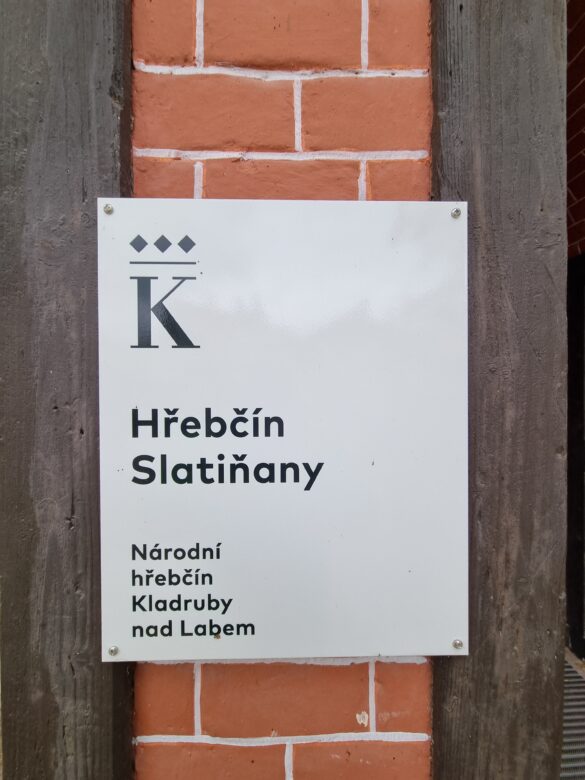 K
Hřebčín
Slatiňany
Národní
hřebčín
Kladruby
nad Labem